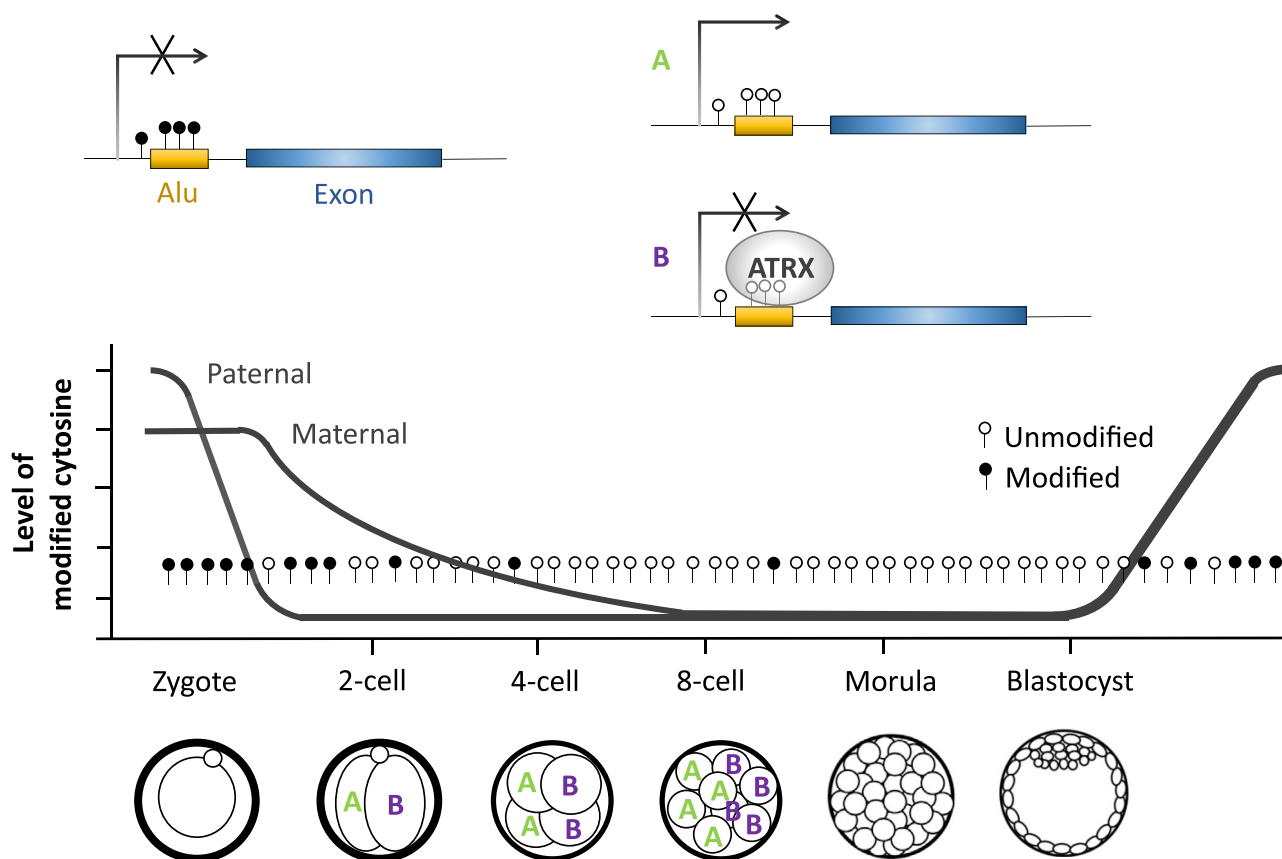 Alu
Exon
A
B
ATRX
Paternal
Maternal
Unmodified
Modified
Level of
modified cytosine
Zygote
2-cell
4-cell
8-cell
Morula
Blastocyst
A
B
A
B
A
B
A
B
A
B
A
B
B
A